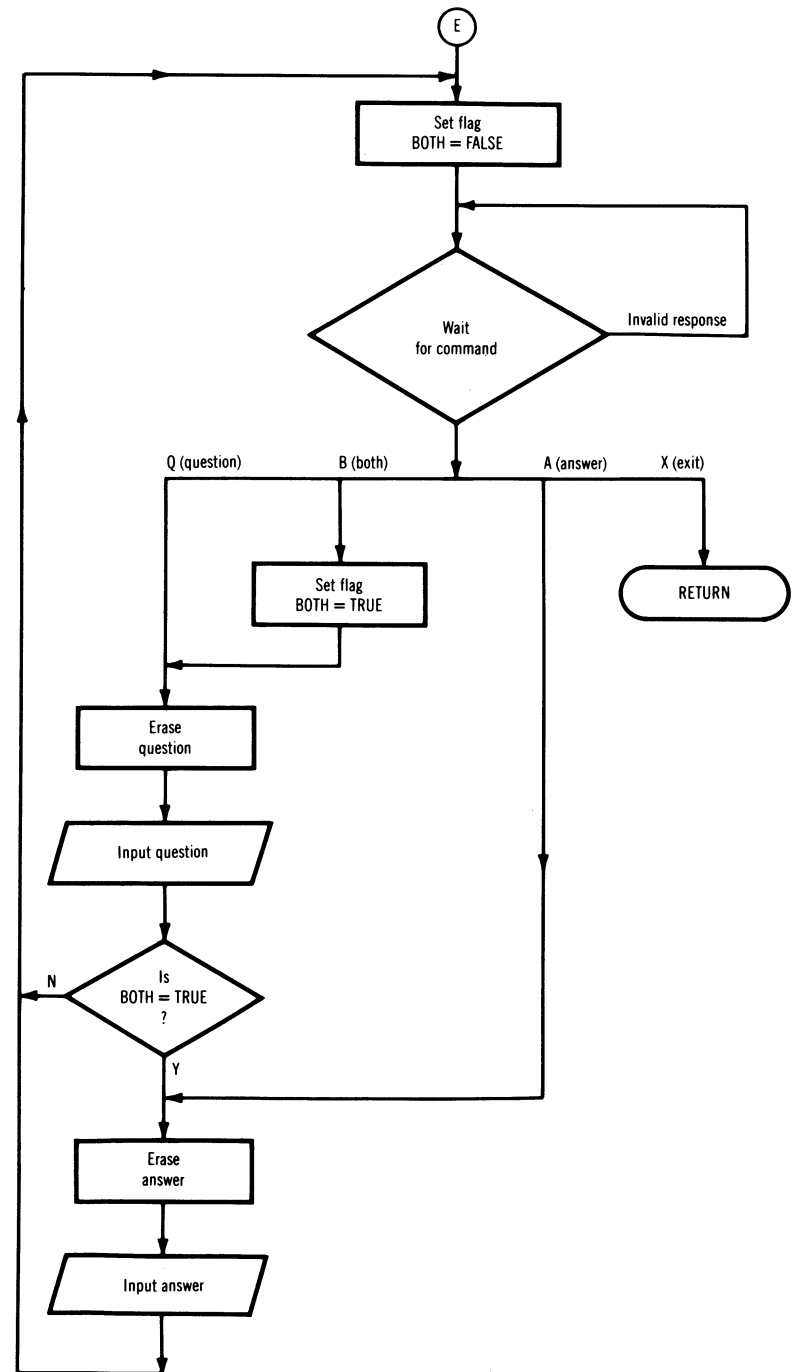 E
Set flag
BOTH = FALSE
Wait
for command
Invalid response
Q (question)
B (both)
A (answer)
X (exit)
Set flag
BOTH = TRUE
RETURN
Erase
question
Input question
Is
BOTH = TRUE
?
N
Y
Erase
answer
Input answer